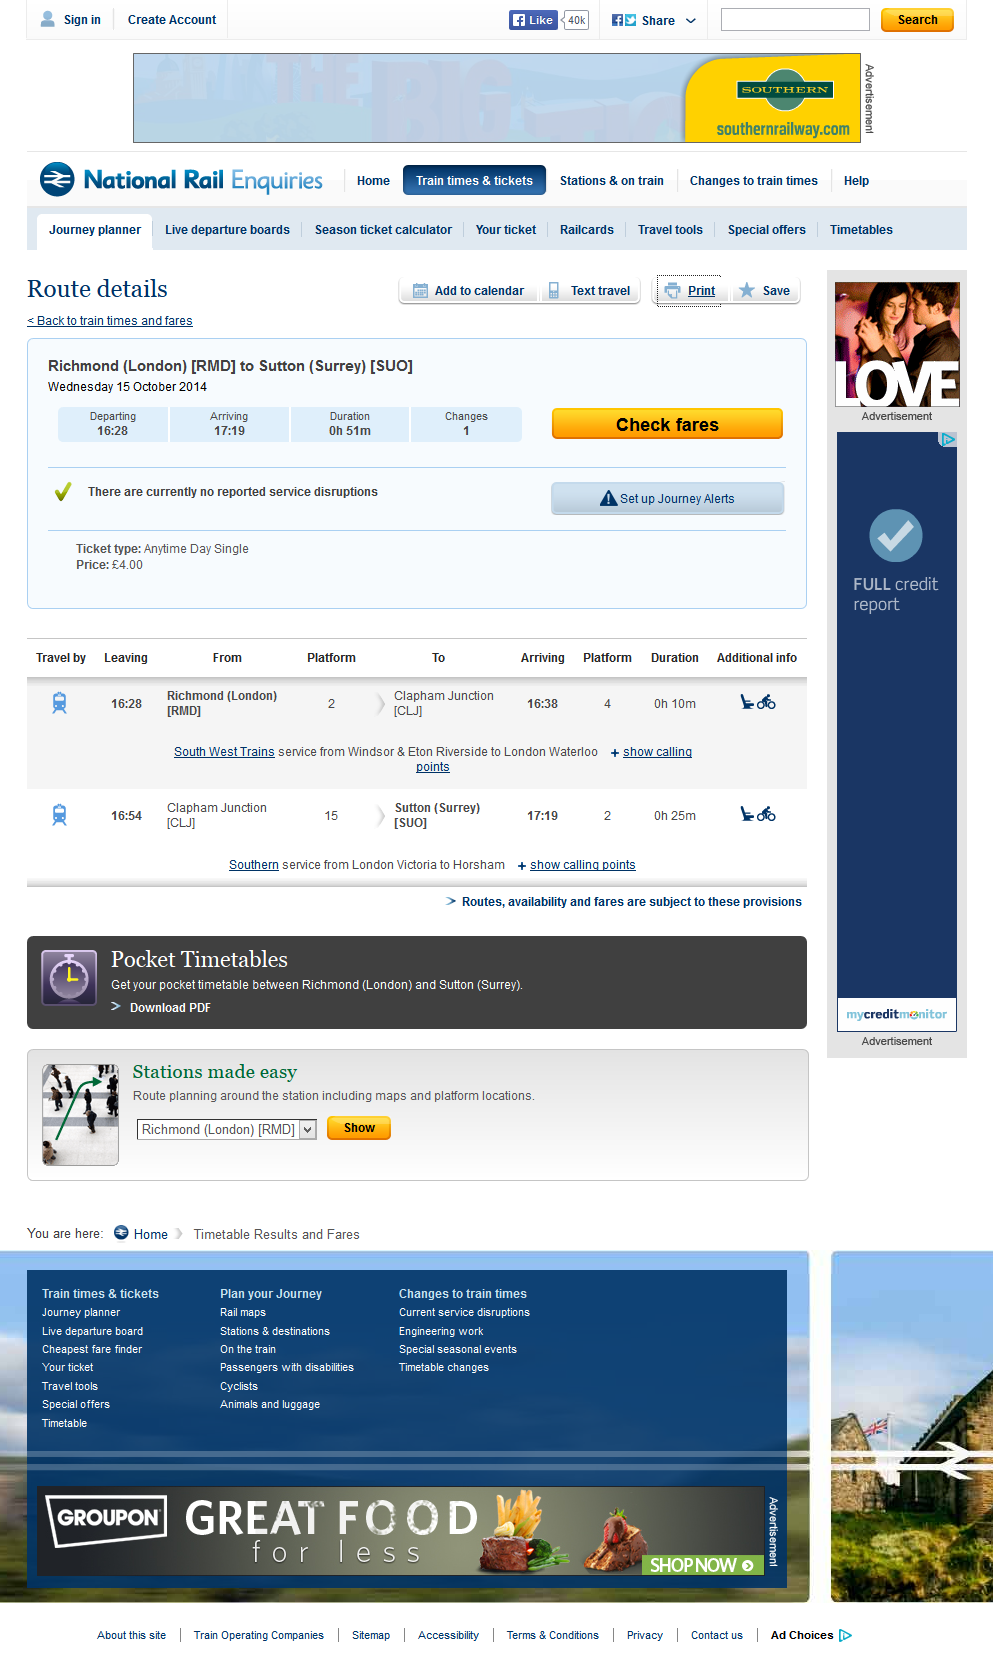 Sign in
Create Account
Like
40k
Share
Search
SOUTHERN
southernrailway.com
Advertisement
National Rail Enquiries
Home
Train times & tickets
Stations & on train
Changes to train times
Help
Journey planner
Live departure boards
Season ticket calculator
Your ticket
Railcards
Travel tools
Special offers
Timetables
Route details
Add to calendar
Text travel
Print
Save
< Back to train times and fares
Richmond (London) [RMD] to Sutton (Surrey) [SUO]
Wednesday 15 October 2014
Departing Arriving Duration Changes
16:28 17:19 0h 51m 1
Check fares
There are currently no reported service disruptions
Set up Journey Alerts
Ticket type: Anytime Day Single
Price: £4.00
LOVE
Advertisement
FULL credit
report
mycreditmonitor
Advertisement
Travel by Leaving From Platform To Arriving Platform Duration Additional info
16:28 Richmond (London) [RMD] 2 Clapham Junction [CLJ] 16:38 4 0h 10m
South West Trains service from Windsor & Eton Riverside to London Waterloo + show calling
points
16:54 Clapham Junction [CLJ] 15 Sutton (Surrey) [SUO] 17:19 2 0h 25m
Southern service from London Victoria to Horsham + show calling points
Routes, availability and fares are subject to these provisions
Pocket Timetables
Get your pocket timetable between Richmond (London) and Sutton (Surrey).
Download PDF
Stations made easy
Route planning around the station including maps and platform locations.
Richmond (London) [RMD]
Show
You are here: Home Timetable Results and Fares
Train times & tickets
Journey planner
Live departure board
Cheapest fare finder
Your ticket
Travel tools
Special offers
Timetable
Plan your Journey
Rail maps
Stations & destinations
On the train
Passengers with disabilities
Cyclists
Animals and luggage
Changes to train times
Current service disruptions
Engineering work
Special seasonal events
Timetable changes
GROUPON
GREAT FOOD
for less
SHOP NOW
Advertisement
About this site
Train Operating Companies
Sitemap
Accessibility
Terms & Conditions
Privacy
Contact us
Ad Choices